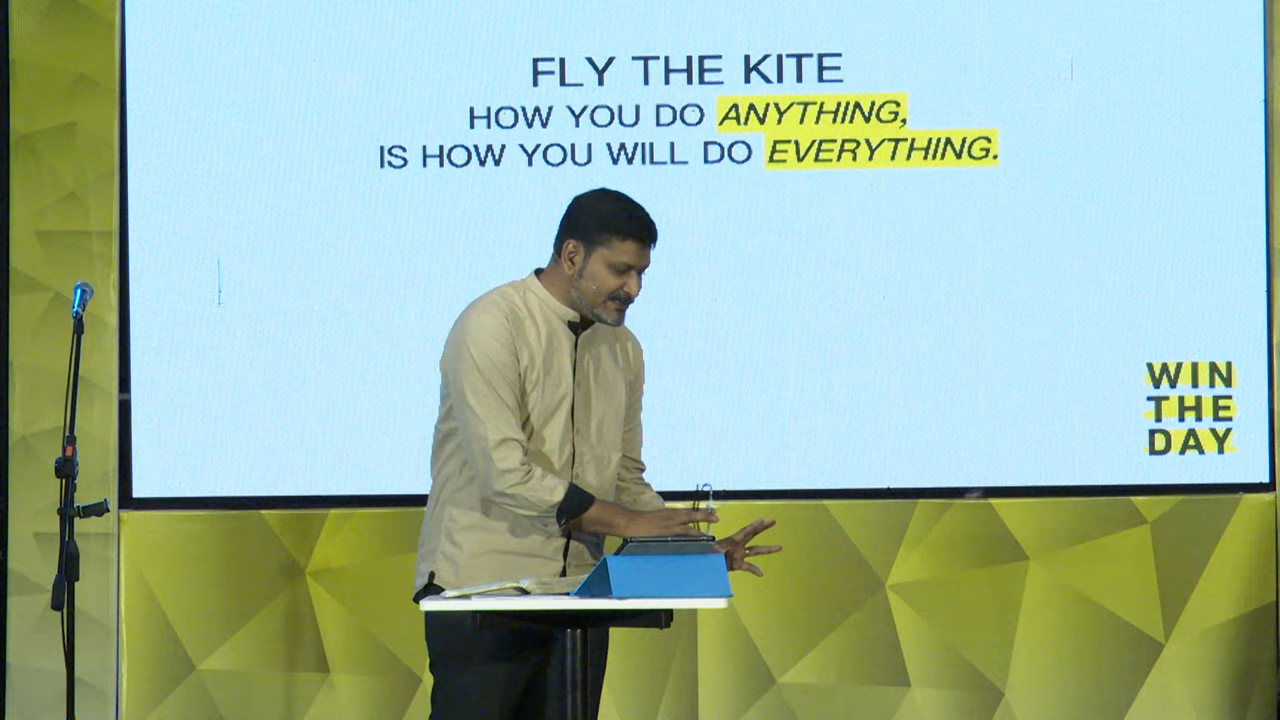 FLY THE KITE
HOW YOU DO ANYTHING,
IS HOW YOU WILL DO EVERYTHING.
WIN
THE
DAY